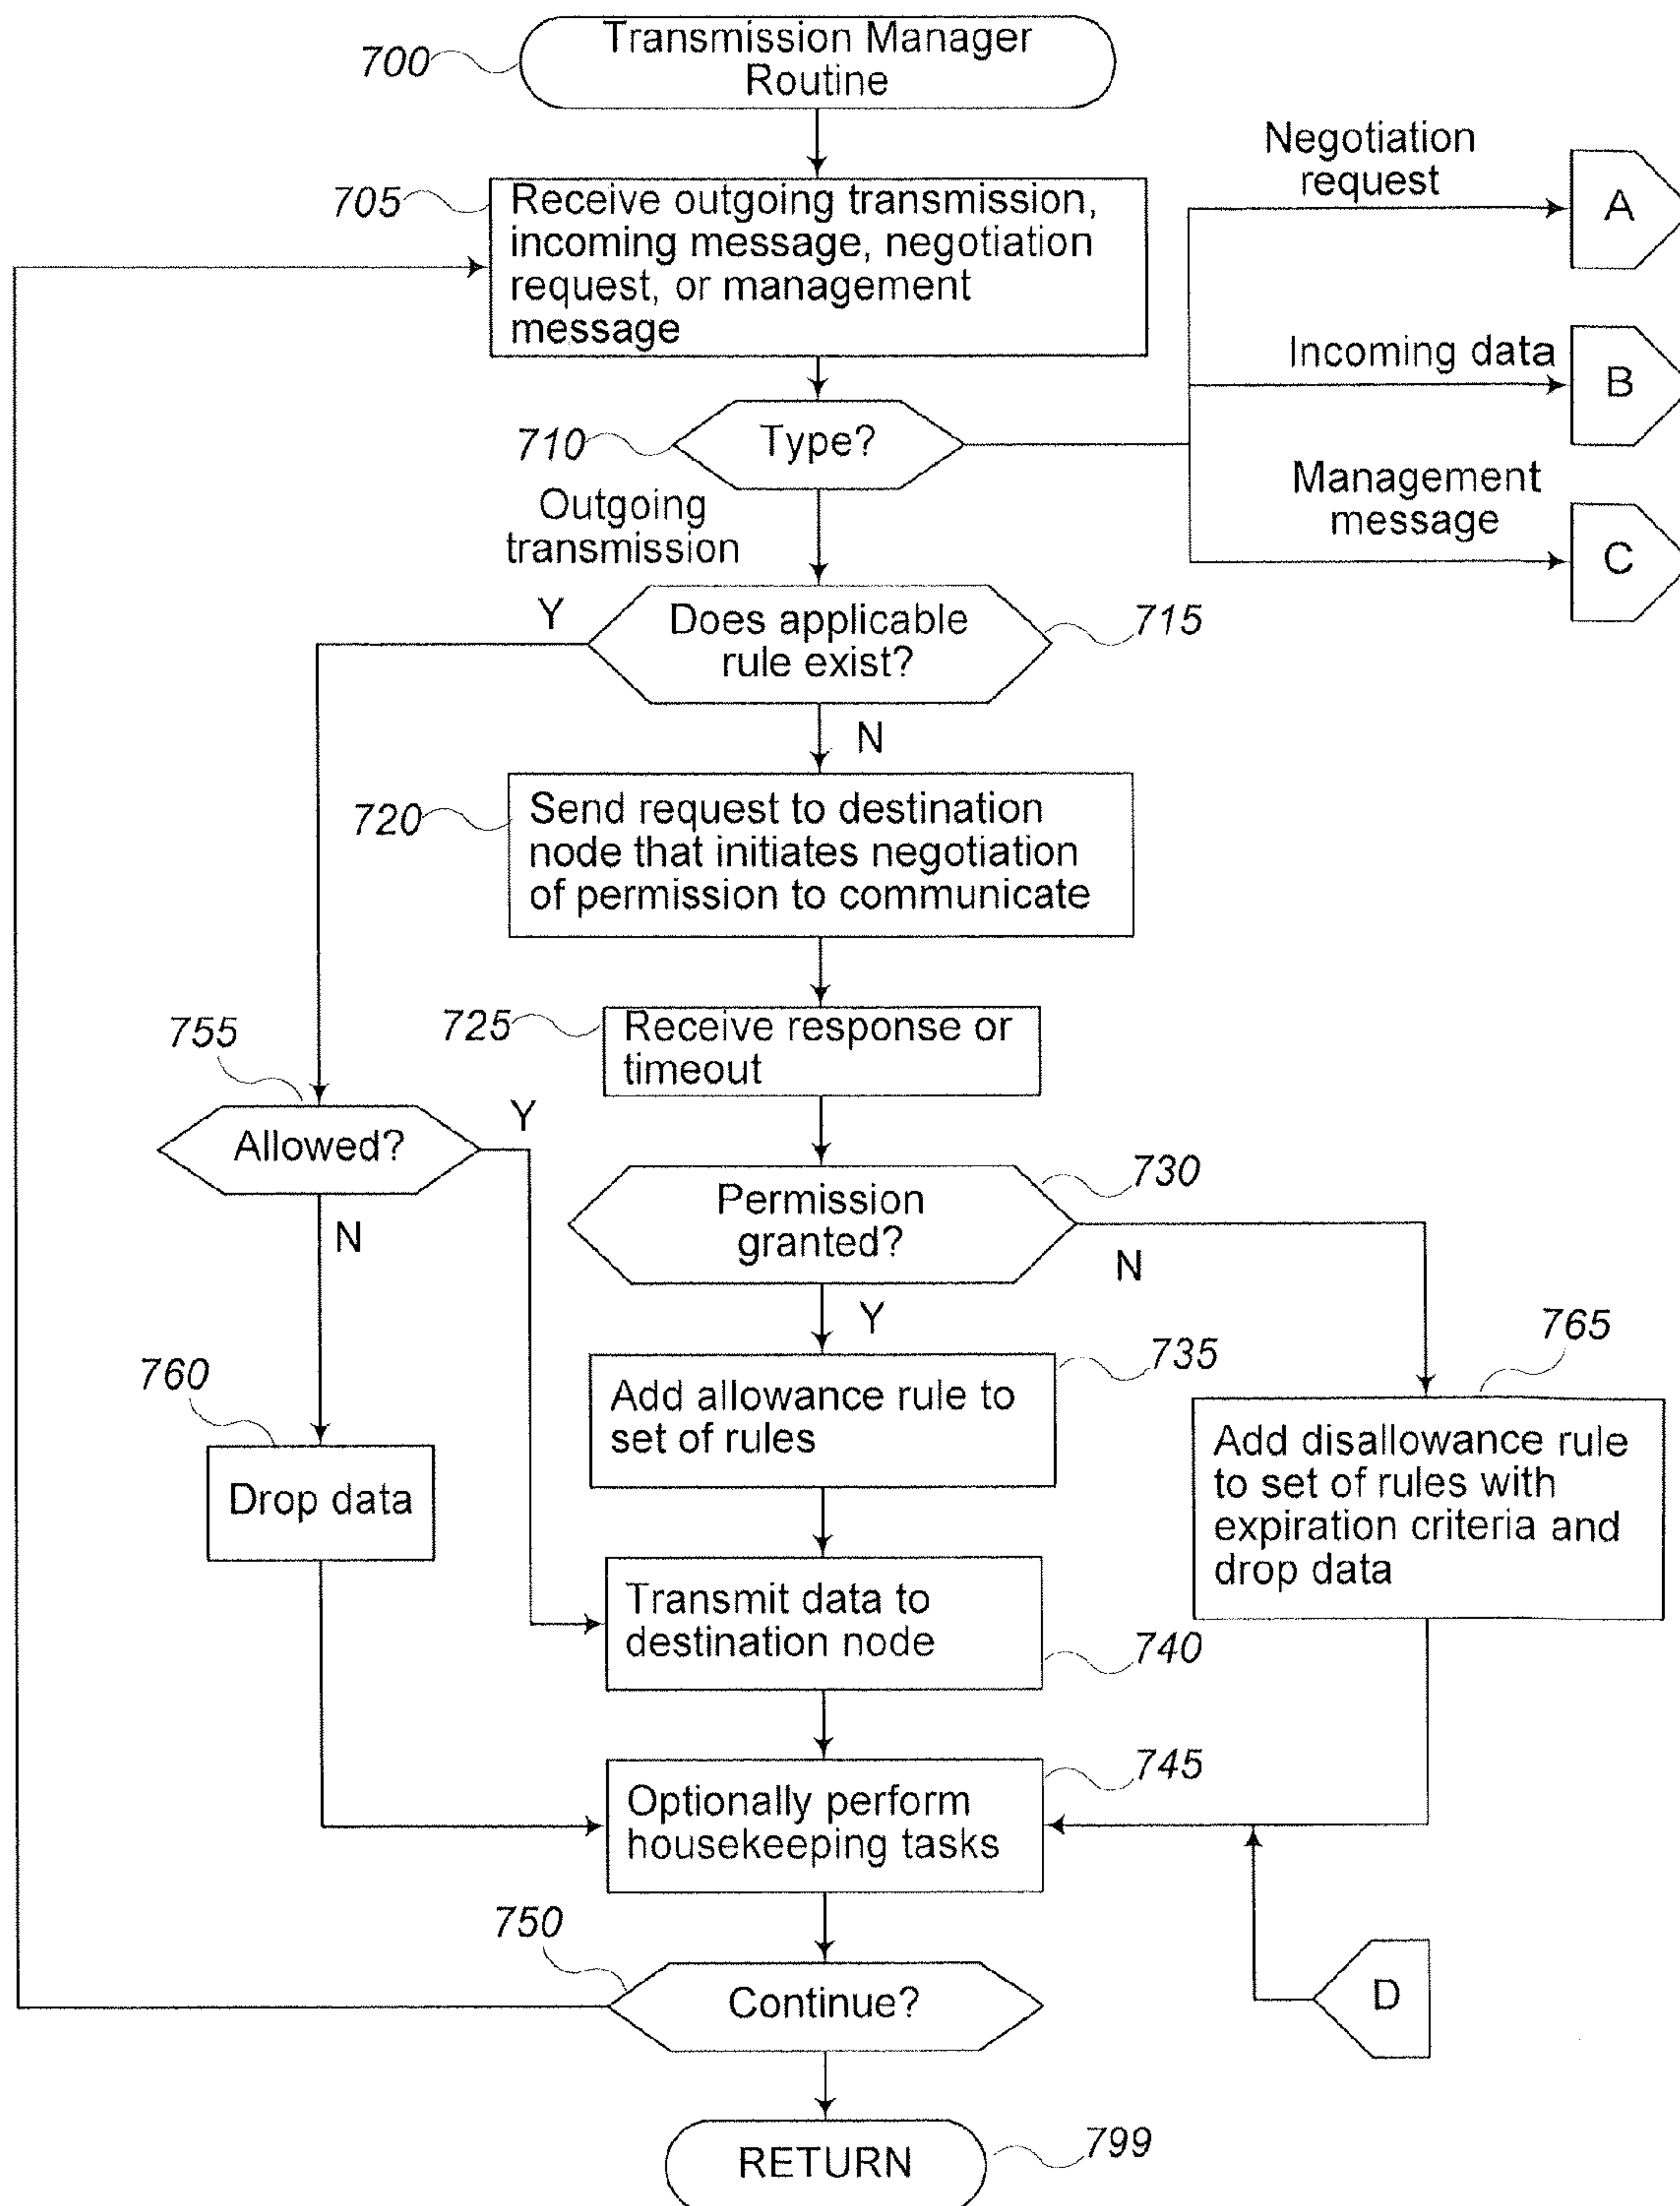 700
Transmission Manager
Routine
705
Receive outgoing transmission,
incoming message, negotiation
request, or management
message
Negotiation
request
A
Incoming data
B
Management
message
C
710
Type?
Outgoing
transmission
Y
Does applicable
rule exist?
715
N
720
Send request to destination
node that initiates negotiation
of permission to communicate
725
Receive response or
timeout
755
Allowed?
Y
N
730
Permission
granted?
N
Y
735
Add allowance rule to
set of rules
765
Add disallowance rule
to set of rules with
expiration criteria and
drop data
760
Drop data
Transmit data to
destination node
740
745
Optionally perform
housekeeping tasks
750
Continue?
D
RETURN
799